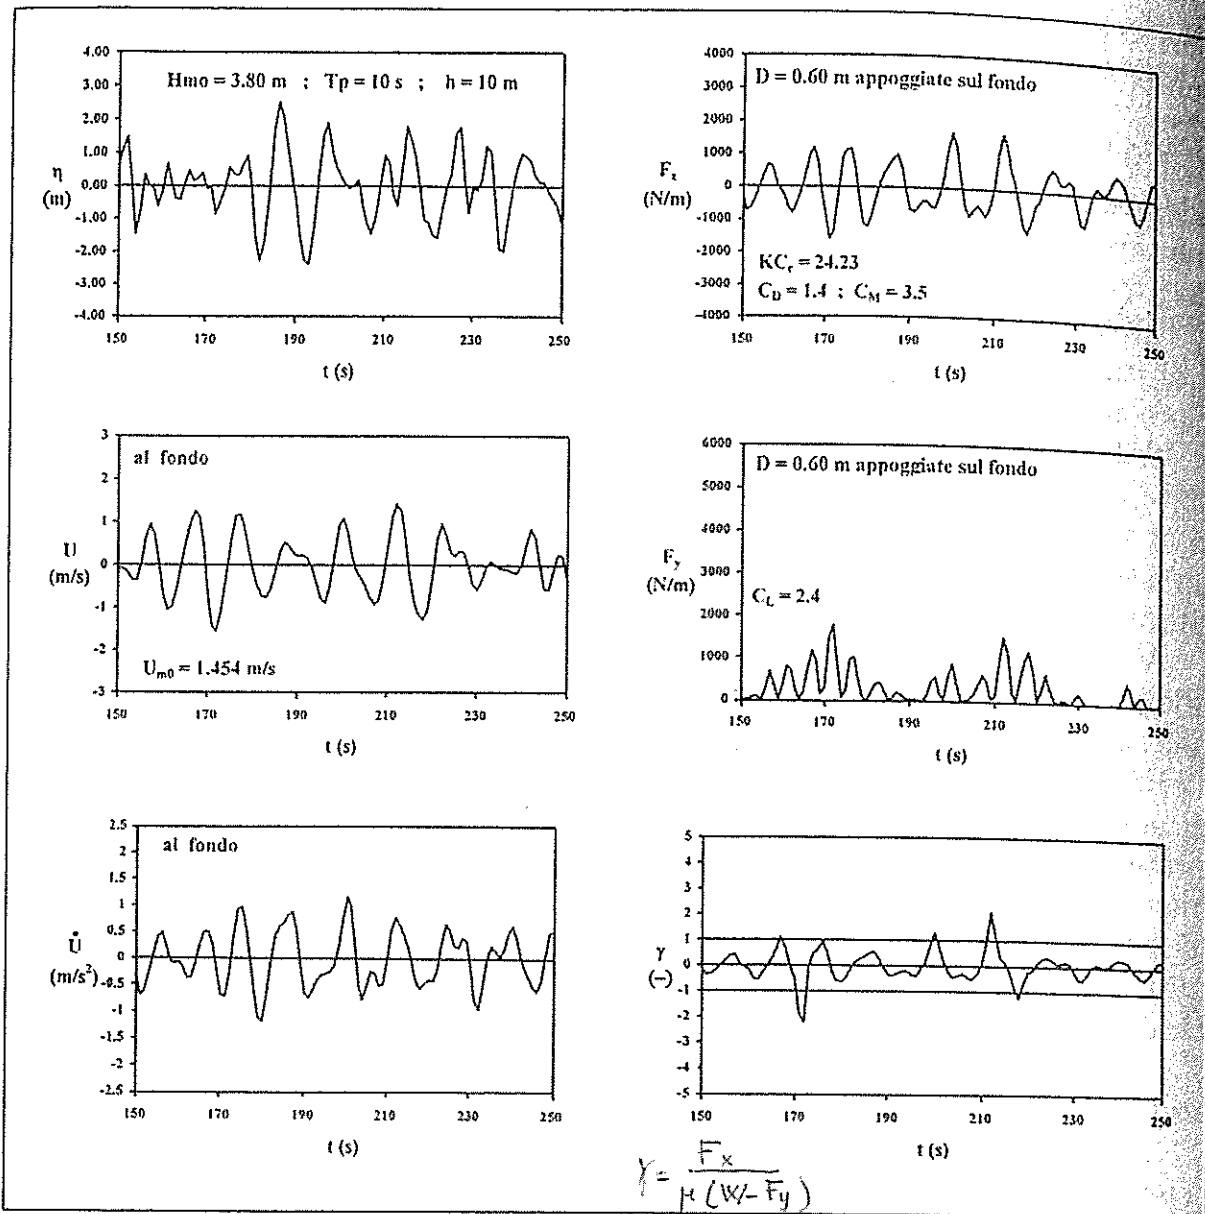 4.00
3.00
2.00
1.00
0.00
-1.00
-2.00
-3.00
-4.00
η
(m)
Hmo = 3.80 m ; Tp = 10 s ; h = 10 m
150 170 190 210 230 250
t (s)
4000
3000
2000
1000
0
-1000
-2000
-3000
-4000
Fx
(N/m)
D = 0.60 m appoggiate sul fondo
KCr = 24.23
CD = 1.4 ; CM = 3.5
150 170 190 210 230 250
t (s)
3
2
1
0
-1
-2
-3
U
(m/s)
al fondo
Um0 = 1.454 m/s
150 170 190 210 230 250
t (s)
6000
5000
4000
3000
2000
1000
0
Fy
(N/m)
D = 0.60 m appoggiate sul fondo
CL = 2.4
150 170 190 210 230 250
t (s)
2.5
2
1.5
1
0.5
0
-0.5
-1
-1.5
-2
-2.5
U̇
(m/s²)
al fondo
150 170 190 210 230 250
t (s)
5
4
3
2
1
0
-1
-2
-3
-4
-5
γ
(–)
150 170 190 210 230 250
t (s)
γ = Fx / μ (W - Fy)